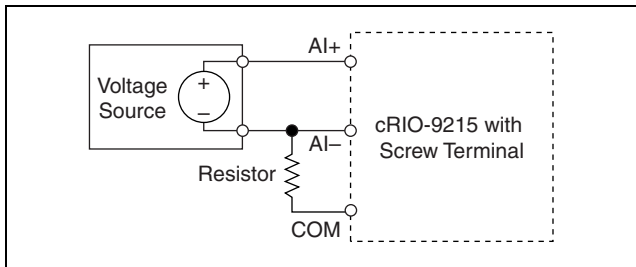 AI+
Voltage
Source
+
–
AI–
cRIO-9215 with
Screw Terminal
Resistor
COM